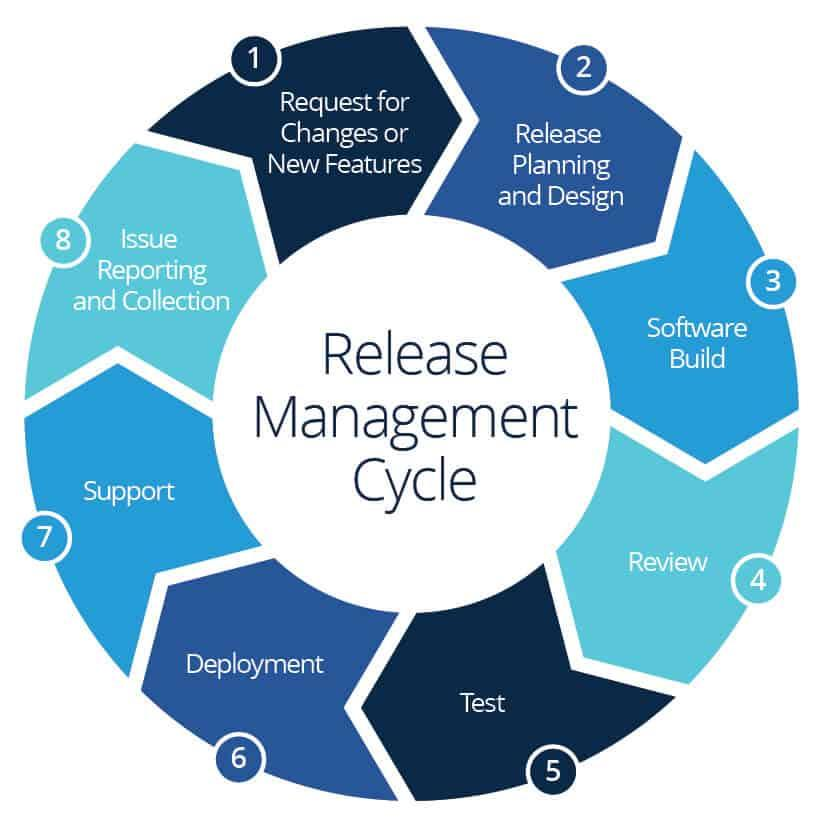 1
Request for
Changes or
New Features
2
Release
Planning
and Design
3
Software
Build
4
Review
5
Test
6
Deployment
7
Support
8
Issue
Reporting
and Collection
Release
Management
Cycle